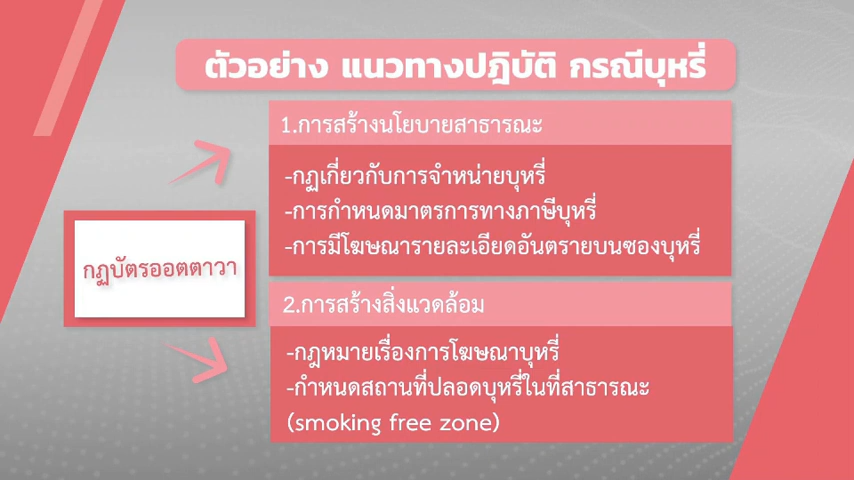 ตัวอย่าง แนวทางปฏิบัติ กรณีบุหรี่
กฏบัตรออตตาวา
1.การสร้างนโยบายสาธารณะ
-กฏเกี่ยวกับการจำหน่ายบุหรี่
-การกำหนดมาตรการทางภาษีบุหรี่
-การมีโฆษณารายละเอียดอันตรายบนซองบุหรี่
2.การสร้างสิ่งแวดล้อม
-กฎหมายเรื่องการโฆษณาบุหรี่
-กำหนดสถานที่ปลอดบุหรี่ในที่สาธารณะ
(smoking free zone)